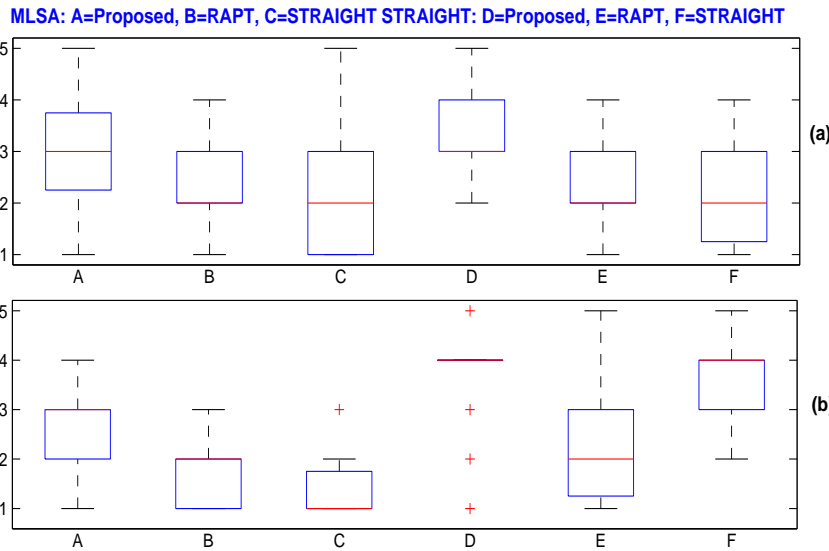 MLSA: A=Proposed, B=RAPT, C=STRAIGHT STRAIGHT: D=Proposed, E=RAPT, F=STRAIGHT
5
4
3
2
1
A B C D E F
(a)
5
4
3
2
1
A B C D E F
(b)